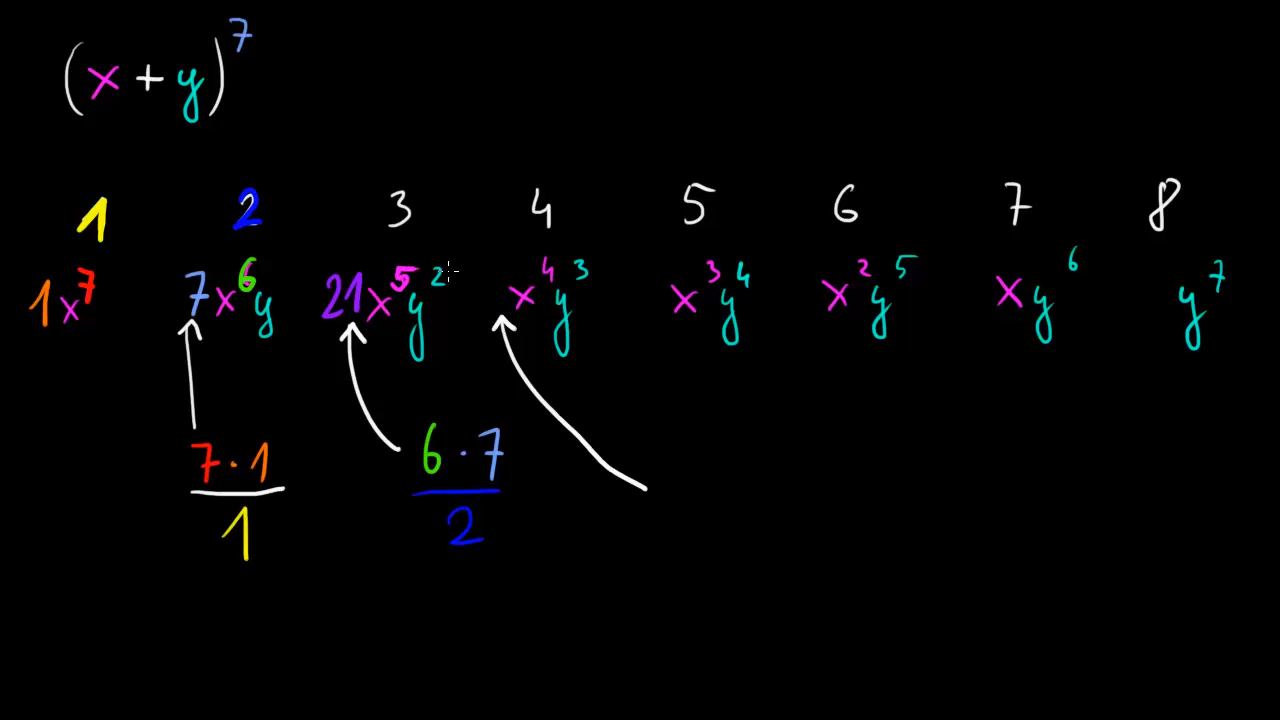 (x + y)^7
1 2 3 4 5 6 7 8
1x^7 7x^6y 21x^5y^2 x^4y^3 x^3y^4 x^2y^5 xy^6 y^7
7·1 6·7
1 2